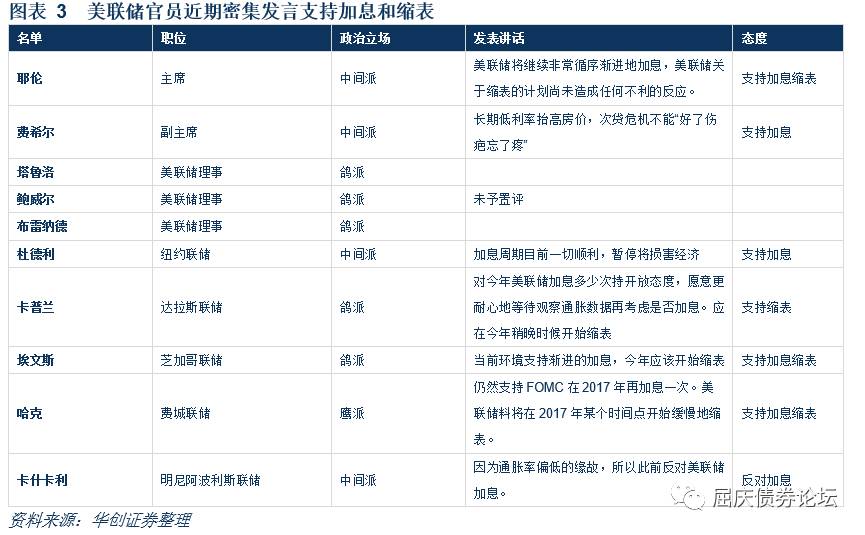 图表 3 美联储官员近期密集发言支持加息和缩表
名单 职位 政治立场 发表讲话 态度
耶伦 主席 中间派 美联储将继续非常循序渐进地加息，美联储关 支持加息缩表
于缩表的计划尚未造成任何不利的反应。
费希尔 副主席 中间派 长期低利率抬高房价，次贷危机不能“好了伤 支持加息
疤忘了疼”
塔鲁洛 美联储理事 鸽派
鲍威尔 美联储理事 鸽派 未予置评
布雷纳德 美联储理事 鸽派
杜德利 纽约联储 中间派 加息周期目前一切顺利，暂停将损害经济 支持加息
卡普兰 达拉斯联储 鸽派 对今年美联储加息多少次持开放态度，愿意更 支持缩表
耐心地等待观察通胀数据再考虑是否加息。应
在今年稍晚时候开始缩表
埃文斯 芝加哥联储 鸽派 当前环境支持渐进的加息，今年应该开始缩表 支持加息缩表
哈克 费城联储 鹰派 仍然支持 FOMC 在 2017 年再加息一次。美 支持加息缩表
联储料将在 2017 年某个时间点开始缓慢地缩
表。
卡什卡利 明尼阿波利斯联储 中间派 因为通胀率偏低的缘故，所以此前反对美联储 反对加息
加息。
屈庆债券论坛
资料来源：华创证券整理